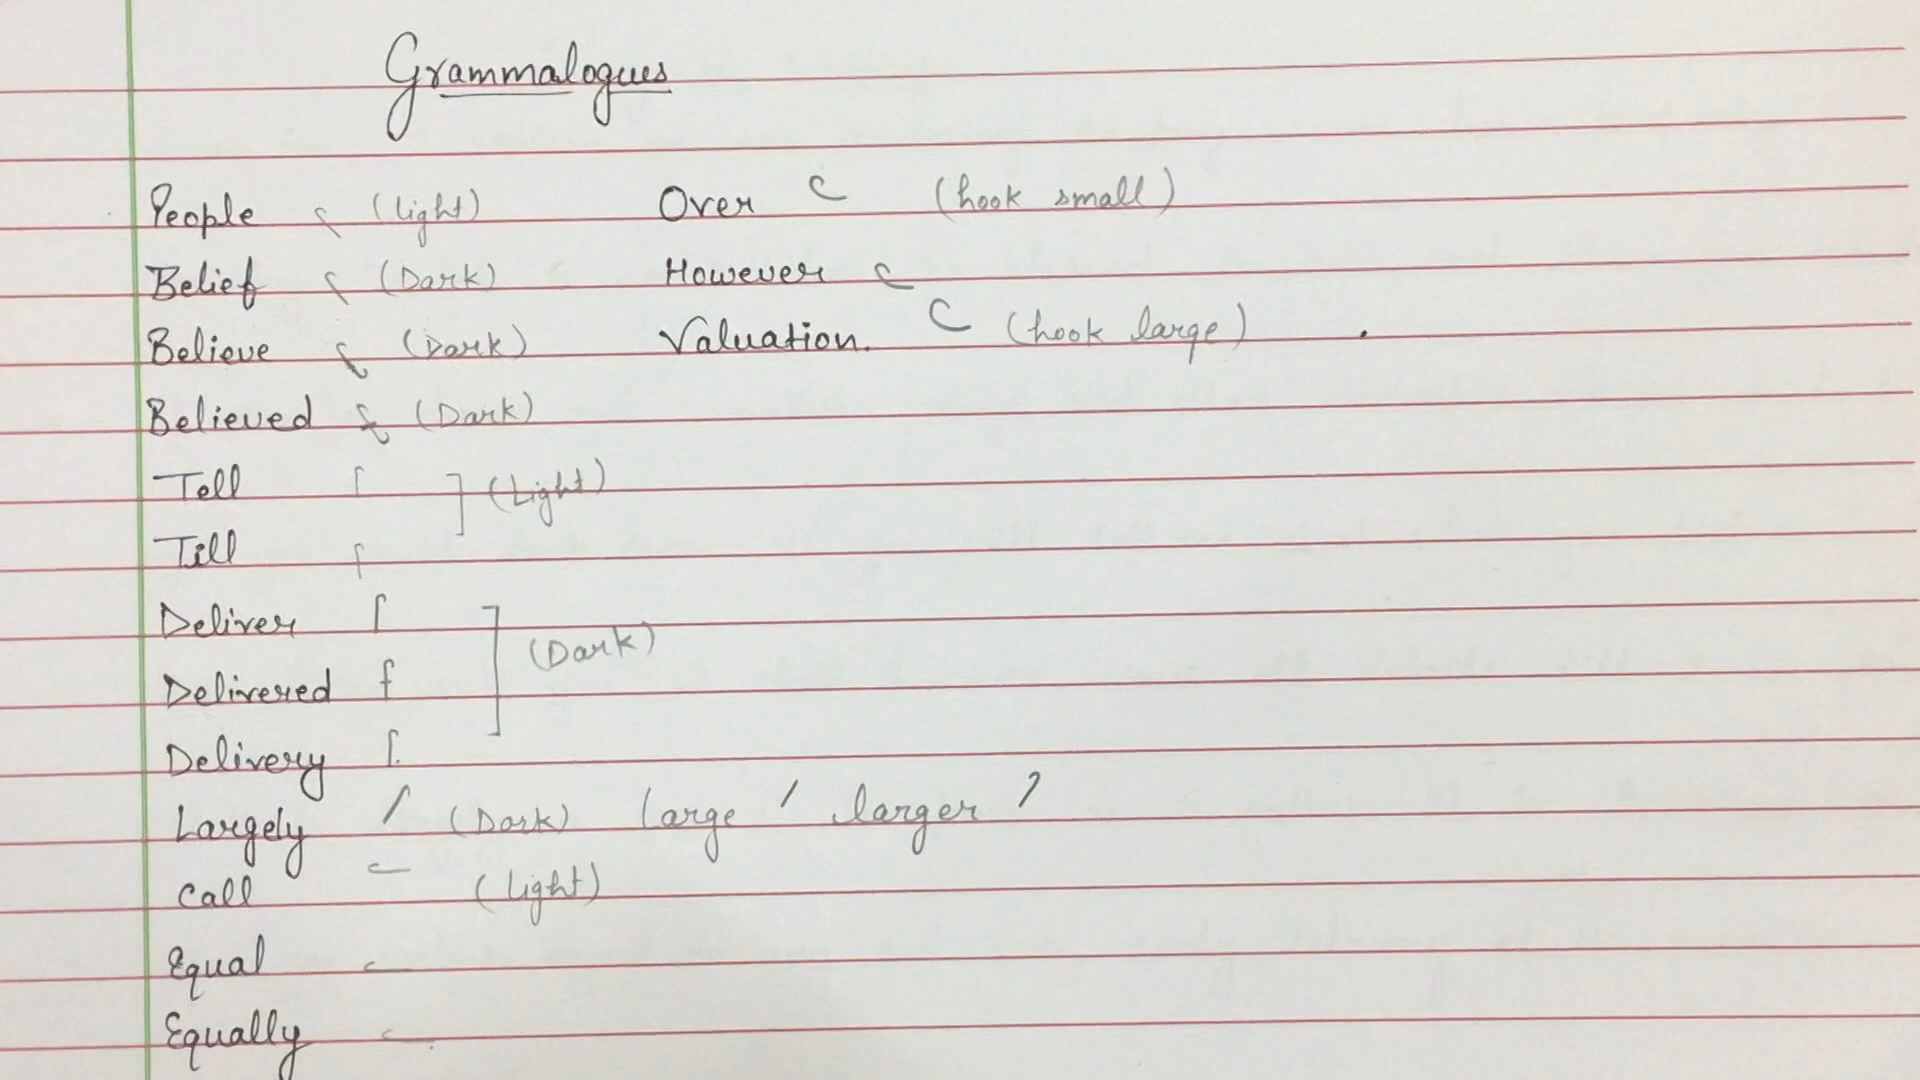 Grammalogues
People (light) Over (hook small)
Belief (Dark) However
Believe (Dark) Valuation. (hook large)
Believed (Dark)
Tell (Light)
Till
Deliver
(Dark)
Delivered
Delivery
Largely (Dark) large larger
Call (light)
Equal
Equally